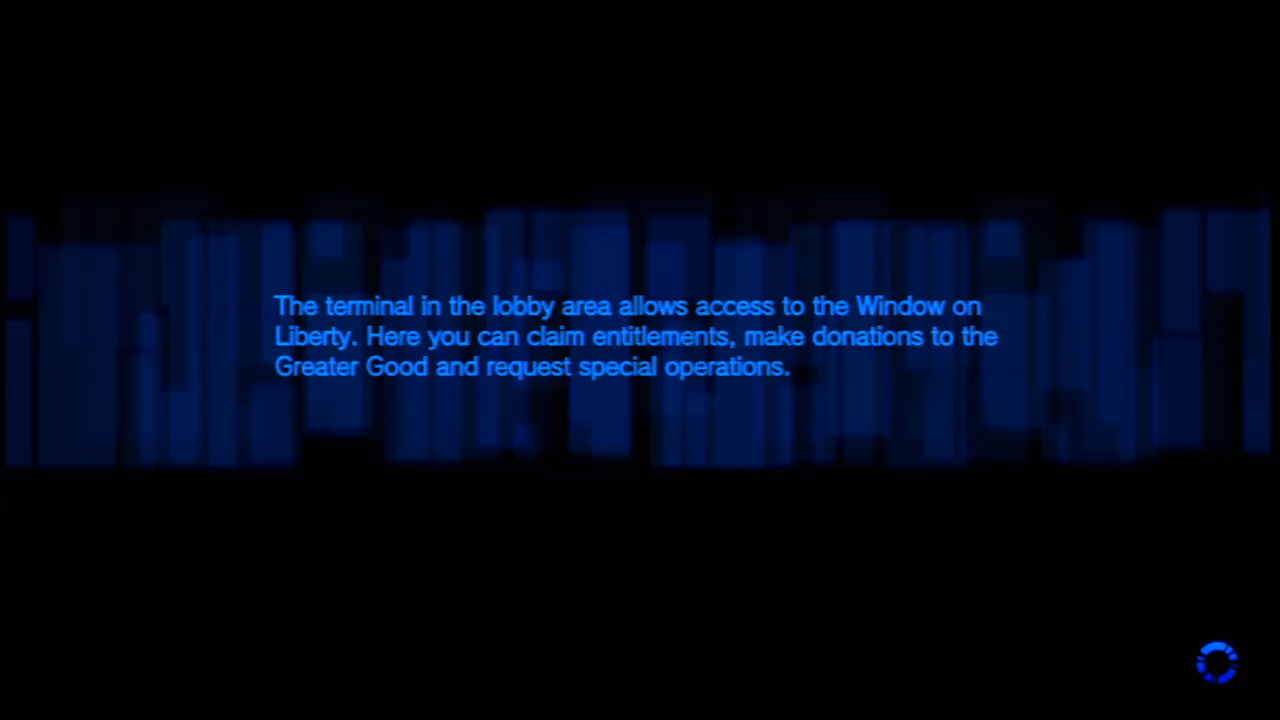 The terminal in the lobby area allows access to the Window on
Liberty. Here you can claim entitlements, make donations to the
Greater Good and request special operations.